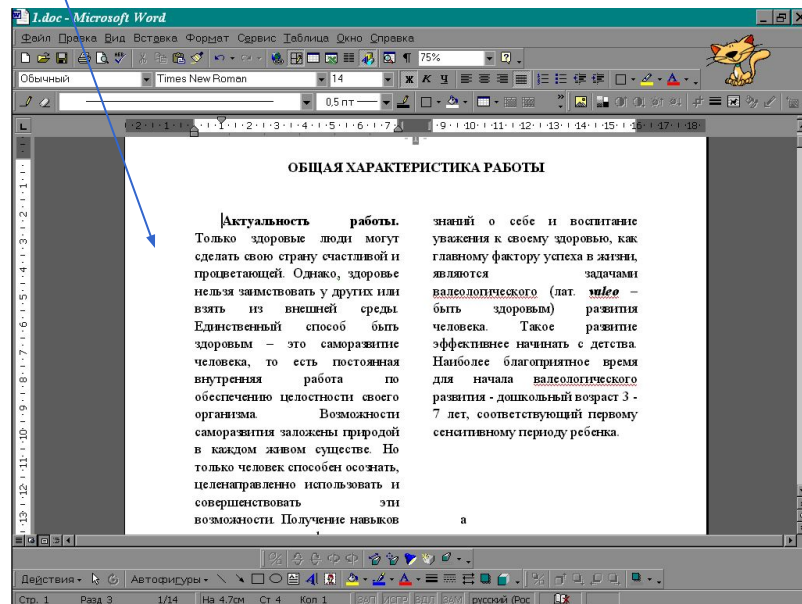 1.doc - Microsoft Word
Файл Правка Вид Вставка Формат Сервис Таблица Окно Справка
75%
Обычный Times New Roman 14 Ж К Ч
0,5 пт
ОБЩАЯ ХАРАКТЕРИСТИКА РАБОТЫ
Актуальность работы.
Только здоровые люди могут
сделать свою страну счастливой и
процветающей. Однако, здоровье
нельзя заимствовать у других или
взять из внешней среды.
Единственный способ быть
здоровым – это саморазвитие
человека, то есть постоянная
внутренняя работа по
обеспечению целостности своего
организма. Возможности
саморазвития заложены природой
в каждом живом существе. Но
только человек способен осознать,
целенаправленно использовать и
совершенствовать эти
возможности. Получение навыков
знаний о себе и воспитание
уважения к своему здоровью, как
главному фактору успеха в жизни,
являются задачами
валеологического (лат. valeo –
быть здоровым) развития
человека. Такое развитие
эффективнее начинать с детства.
Наиболее благоприятное время
для начала валеологического
развития - дошкольный возраст 3 -
7 лет, соответствующий первому
сенситивному периоду ребенка.
а
Действия Автофигуры
Стр. 1 Разд 3 1/14 На 4,7см Ст 4 Кол 1 ЗАП ИСПР ВДЛ ЗАМ русский (Рос